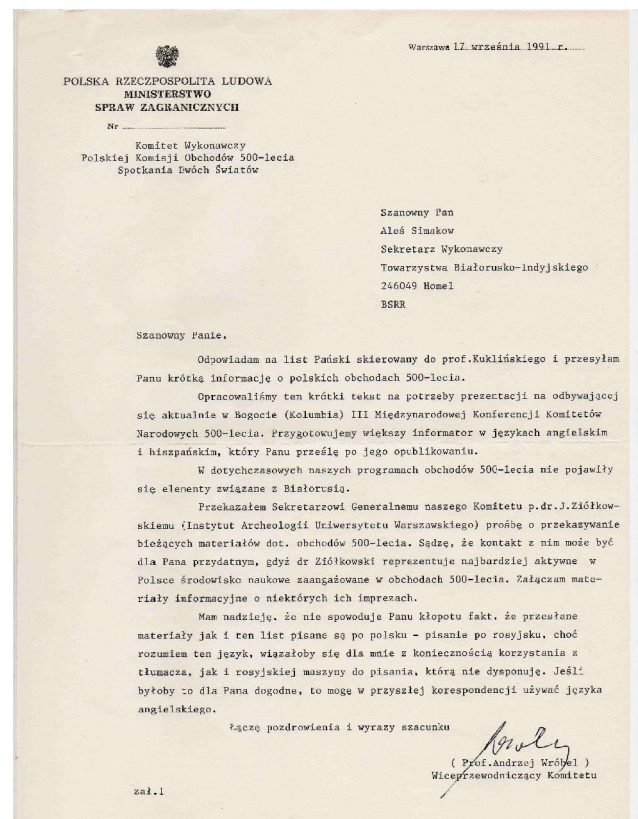 Warszawa 17 września 1991 r.
POLSKA RZECZPOSPOLITA LUDOWA
MINISTERSTWO
SPRAW ZAGRANICZNYCH
Nr
Komitet Wykonawczy
Polskiej Komisji Obchodów 500-lecia
Spotkania Dwóch Światów
Szanowny Pan
Aleś Simakow
Sekretarz Wykonawczy
Towarzystwa Białorusko-Indyjskiego
246049 Homel
BSRR
Szanowny Panie,
Odpowiadam na list Pański skierowany do prof.Kuklińskiego i przesyłam
Panu krótką informację o polskich obchodach 500-lecia.
Opracowaliśmy ten krótki tekst na potrzeby prezentacji na odbywającej
się aktualnie w Bogocie (Kolumbia) III Międzynarodowej Konferencji Komitetów
Narodowych 500-lecia. Przygotowujemy większy informator w językach angielskim
i hiszpańskim, który Panu prześlę po jego opublikowaniu.
W dotychczasowych naszych programach obchodów 500-lecia nie pojawiły
się elementy związane z Białorusią.
Przekazałem Sekretarzowi Generalnemu naszego Komitetu p.dr.J.Ziółkow-
skiemu (Instytut Archeologii Uniwersytetu Warszawskiego) prośbę o przekazywanie
bieżących materiałów dot. obchodów 500-lecia. Sądzę, że kontakt z nim może być
dla Pana przydatnym, gdyż dr Ziółkowski reprezentuje najbardziej aktywne w
Polsce środowisko naukowe zaangażowane w obchodach 500-lecia. Załączam mate-
riały informacyjne o niektórych ich imprezach.
Mam nadzieję, że nie spowoduje Panu kłopotu fakt, że przesłane
materiały jak i ten list pisane są po polsku - pisanie po rosyjsku, choć
rozumiem ten język, wiązałoby się dla mnie z koniecznością korzystania z
tłumacza, jak i rosyjskiej maszyny do pisania, którą nie dysponuję. Jeśli
byłoby to dla Pana dogodne, to mogę w przyszłej korespondencji używać języka
angielskiego.
Łączę pozdrowienia i wyrazy szacunku
( Prof.Andrzej Wróbel )
Wiceprzewodniczący Komitetu
zał.1